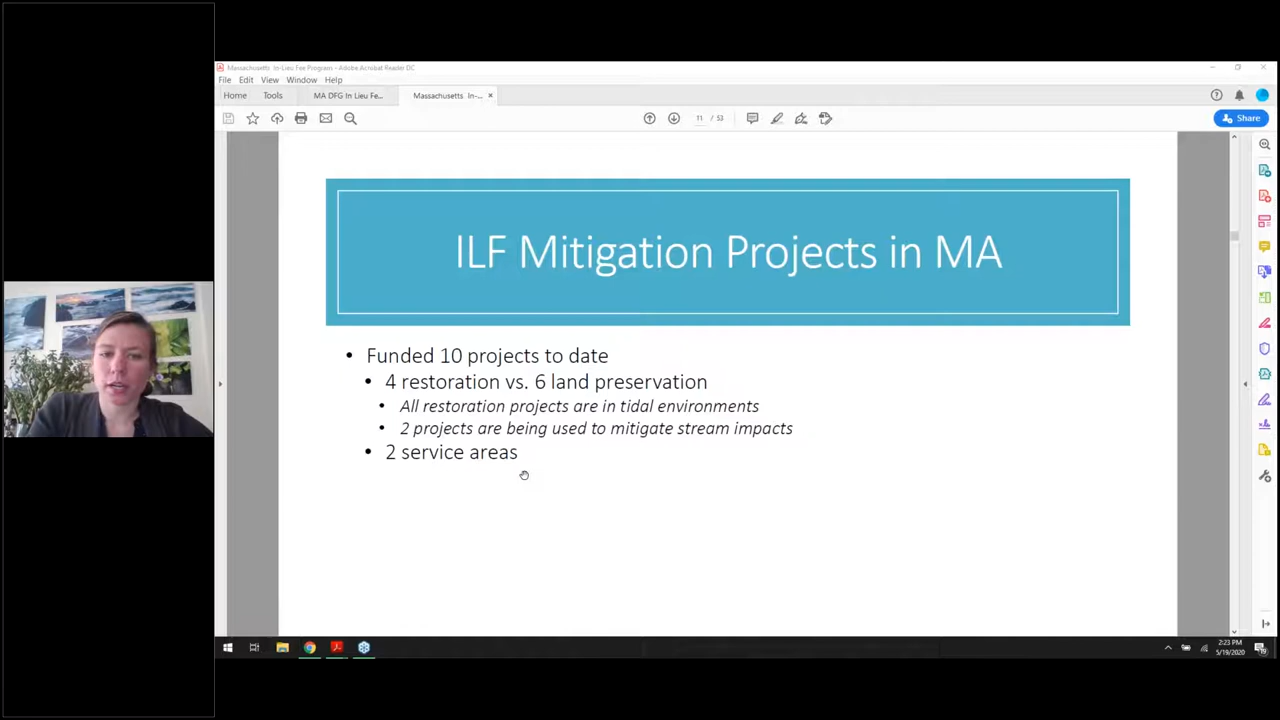 Massachusetts In-Lieu Fee Program - Adobe Acrobat Reader DC
File Edit View Window Help
Home Tools MA DFG In Lieu Fe... Massachusetts In-... ×
11 / 53
Share
ILF Mitigation Projects in MA
• Funded 10 projects to date
• 4 restoration vs. 6 land preservation
• All restoration projects are in tidal environments
• 2 projects are being used to mitigate stream impacts
• 2 service areas
2:23 PM
5/19/2020